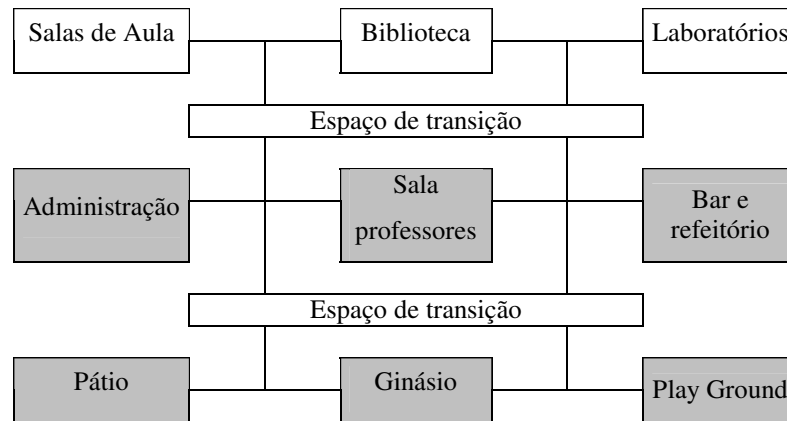 Salas de Aula
Biblioteca
Laboratórios
Espaço de transição
Administração
Sala
professores
Bar e
refeitório
Espaço de transição
Pátio
Ginásio
Play Ground